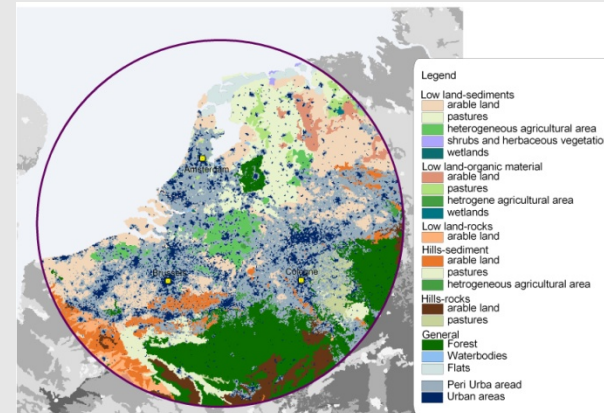 Amsterdam
Brussels
Cologne
Legend
Low land-sediments
arable land
pastures
heterogeneous agricultural area
shrubs and herbaceous vegetatio
wetlands
Low land-organic material
arable land
pastures
hetrogene agricultural area
wetlands
Low land-rocks
arable land
Hills-sediment
arable land
pastures
hetrogeneous agricultural area
Hills-rocks
arable land
pastures
General
Forest
Waterbodies
Flats
Peri Urba aread
Urban areas